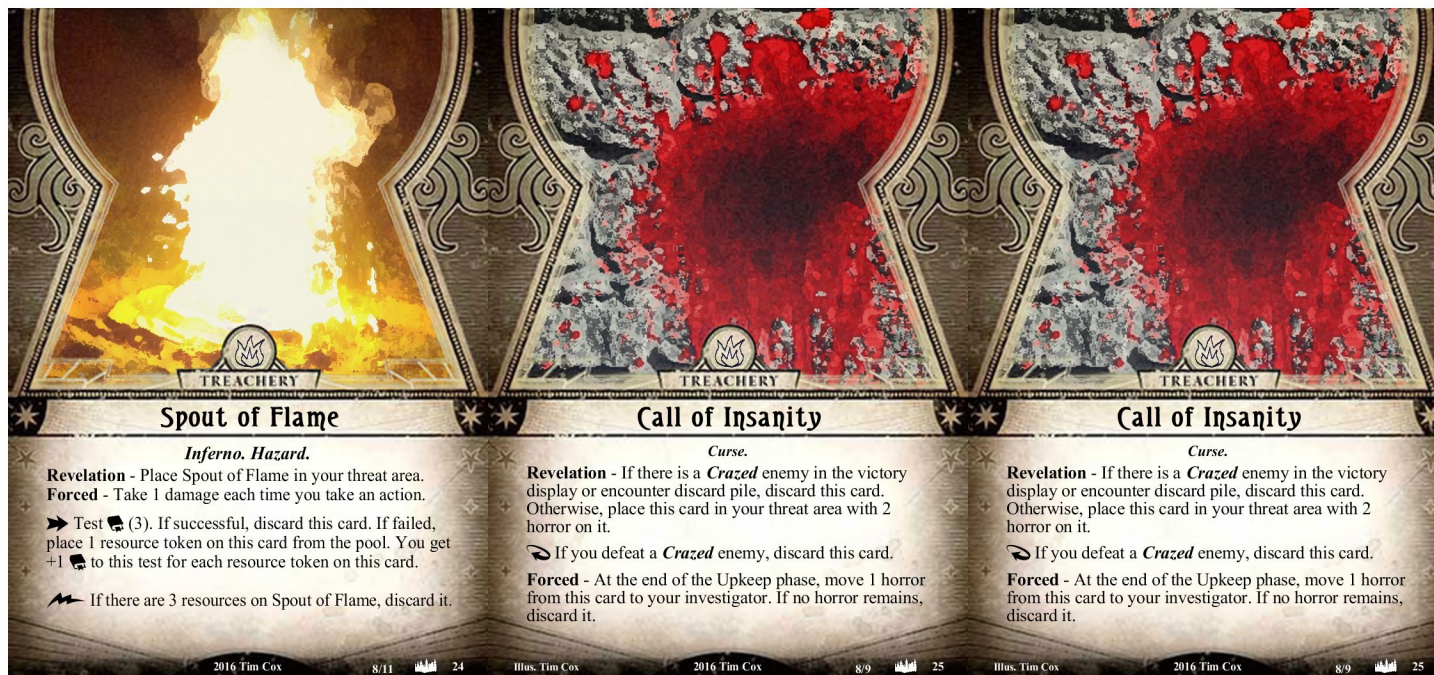 TREACHERY
Spout of Flame
Inferno. Hazard.
Revelation - Place Spout of Flame in your threat area.
Forced - Take 1 damage each time you take an action.
Test (3). If successful, discard this card. If failed,
place 1 resource token on this card from the pool. You get
+1 to this test for each resource token on this card.
If there are 3 resources on Spout of Flame, discard it.
2016 Tim Cox
8/11
24
TREACHERY
Call of Insanity
Curse.
Revelation - If there is a Crazed enemy in the victory
display or encounter discard pile, discard this card.
Otherwise, place this card in your threat area with 2
horror on it.
If you defeat a Crazed enemy, discard this card.
Forced - At the end of the Upkeep phase, move 1 horror
from this card to your investigator. If no horror remains,
discard it.
Illus. Tim Cox
2016 Tim Cox
8/9
25
TREACHERY
Call of Insanity
Curse.
Revelation - If there is a Crazed enemy in the victory
display or encounter discard pile, discard this card.
Otherwise, place this card in your threat area with 2
horror on it.
If you defeat a Crazed enemy, discard this card.
Forced - At the end of the Upkeep phase, move 1 horror
from this card to your investigator. If no horror remains,
discard it.
Illus. Tim Cox
2016 Tim Cox
8/9
25